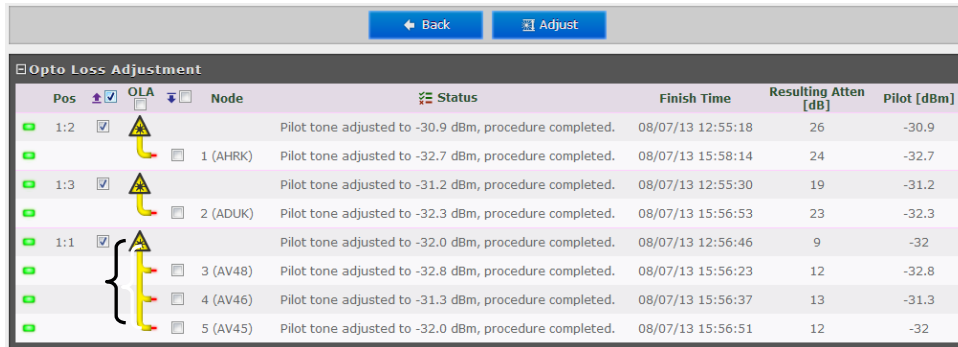 Back Adjust
Opto Loss Adjustment
Pos OLA Node Status Finish Time Resulting Atten [dB] Pilot [dBm]
1:2 Pilot tone adjusted to -30.9 dBm, procedure completed. 08/07/13 12:55:18 26 -30.9
1 (AHRK) Pilot tone adjusted to -32.7 dBm, procedure completed. 08/07/13 15:58:14 24 -32.7
1:3 Pilot tone adjusted to -31.2 dBm, procedure completed. 08/07/13 12:55:30 19 -31.2
2 (ADUK) Pilot tone adjusted to -32.3 dBm, procedure completed. 08/07/13 15:56:53 23 -32.3
1:1 Pilot tone adjusted to -32.0 dBm, procedure completed. 08/07/13 12:56:46 9 -32
3 (AV48) Pilot tone adjusted to -32.8 dBm, procedure completed. 08/07/13 15:56:23 12 -32.8
4 (AV46) Pilot tone adjusted to -31.3 dBm, procedure completed. 08/07/13 15:56:37 13 -31.3
5 (AV45) Pilot tone adjusted to -32.0 dBm, procedure completed. 08/07/13 15:56:51 12 -32